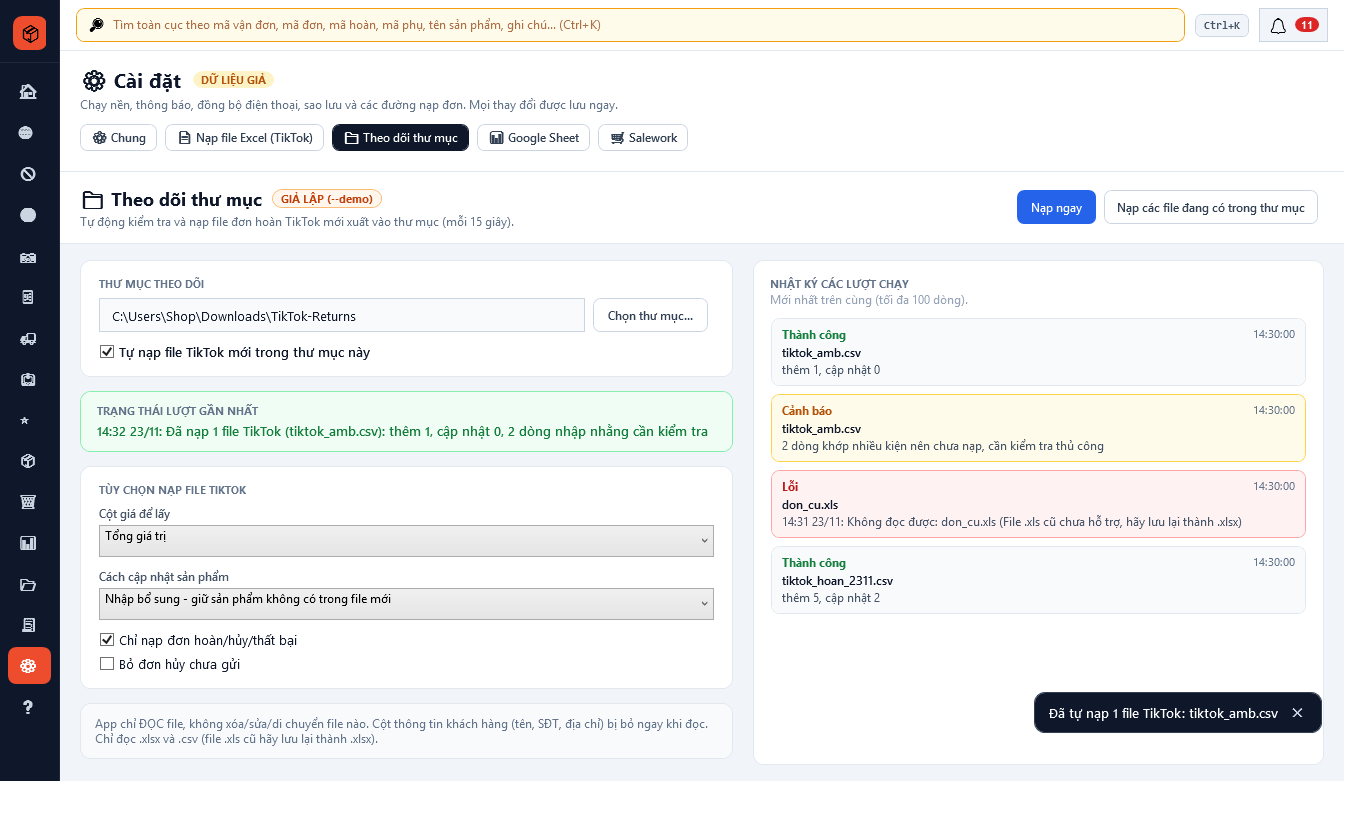 Tìm toàn cục theo mã vận đơn, mã đơn, mã hoàn, mã phụ, tên sản phẩm, ghi chú... (Ctrl+K)
Ctrl+K
11
Cài đặt
DỮ LIỆU GIẢ
Chạy nền, thông báo, đồng bộ điện thoại, sao lưu và các đường nạp đơn. Mọi thay đổi được lưu ngay.
Chung
Nạp file Excel (TikTok)
Theo dõi thư mục
Google Sheet
Salework
Theo dõi thư mục
GIẢ LẬP (--demo)
Tự động kiểm tra và nạp file đơn hoàn TikTok mới xuất vào thư mục (mỗi 15 giây).
Nạp ngay
Nạp các file đang có trong thư mục
THƯ MỤC THEO DÕI
C:\Users\Shop\Downloads\TikTok-Returns
Chọn thư mục...
Tự nạp file TikTok mới trong thư mục này
TRẠNG THÁI LƯỢT GẦN NHẤT
14:32 23/11: Đã nạp 1 file TikTok (tiktok_amb.csv): thêm 1, cập nhật 0, 2 dòng nhập nhằng cần kiểm tra
TÙY CHỌN NẠP FILE TIKTOK
Cột giá để lấy
Tổng giá trị
Cách cập nhật sản phẩm
Nhập bổ sung - giữ sản phẩm không có trong file mới
Chỉ nạp đơn hoàn/hủy/thất bại
Bỏ đơn hủy chưa gửi
App chỉ ĐỌC file, không xóa/sửa/di chuyển file nào. Cột thông tin khách hàng (tên, SĐT, địa chỉ) bị bỏ ngay khi đọc.
Chỉ đọc .xlsx và .csv (file .xls cũ hãy lưu lại thành .xlsx).
NHẬT KÝ CÁC LƯỢT CHẠY
Mới nhất trên cùng (tối đa 100 dòng).
Thành công
14:30:00
tiktok_amb.csv
thêm 1, cập nhật 0
Cảnh báo
14:30:00
tiktok_amb.csv
2 dòng khớp nhiều kiện nên chưa nạp, cần kiểm tra thủ công
Lỗi
14:30:00
don_cu.xls
14:31 23/11: Không đọc được: don_cu.xls (File .xls cũ chưa hỗ trợ, hãy lưu lại thành .xlsx)
Thành công
14:30:00
tiktok_hoan_2311.csv
thêm 5, cập nhật 2
Đã tự nạp 1 file TikTok: tiktok_amb.csv